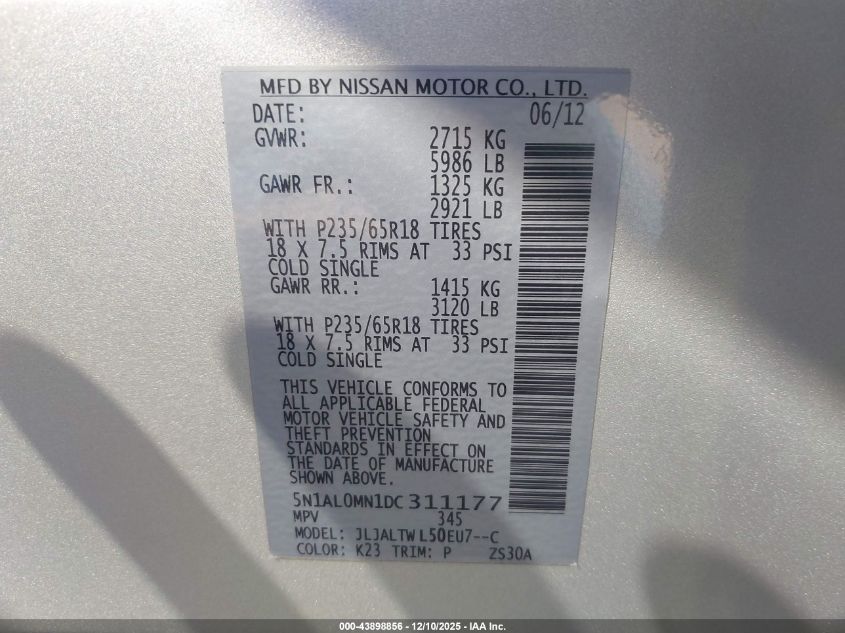 MFD BY NISSAN MOTOR CO., LTD.
DATE: 06/12
GVWR: 2715 KG
5986 LB
GAWR FR.: 1325 KG
2921 LB
WITH P235/65R18 TIRES
18 X 7.5 RIMS AT 33 PSI
COLD SINGLE
GAWR RR.: 1415 KG
3120 LB
WITH P235/65R18 TIRES
18 X 7.5 RIMS AT 33 PSI
COLD SINGLE
THIS VEHICLE CONFORMS TO
ALL APPLICABLE FEDERAL
MOTOR VEHICLE SAFETY AND
THEFT PREVENTION
STANDARDS IN EFFECT ON
THE DATE OF MANUFACTURE
SHOWN ABOVE.
5N1AL0MN1DC311177
MPV 345
MODEL: JLJALTWL50EU7--C
COLOR: K23 TRIM: P ZS30A
000-43898856 - 12/10/2025 - IAA Inc.